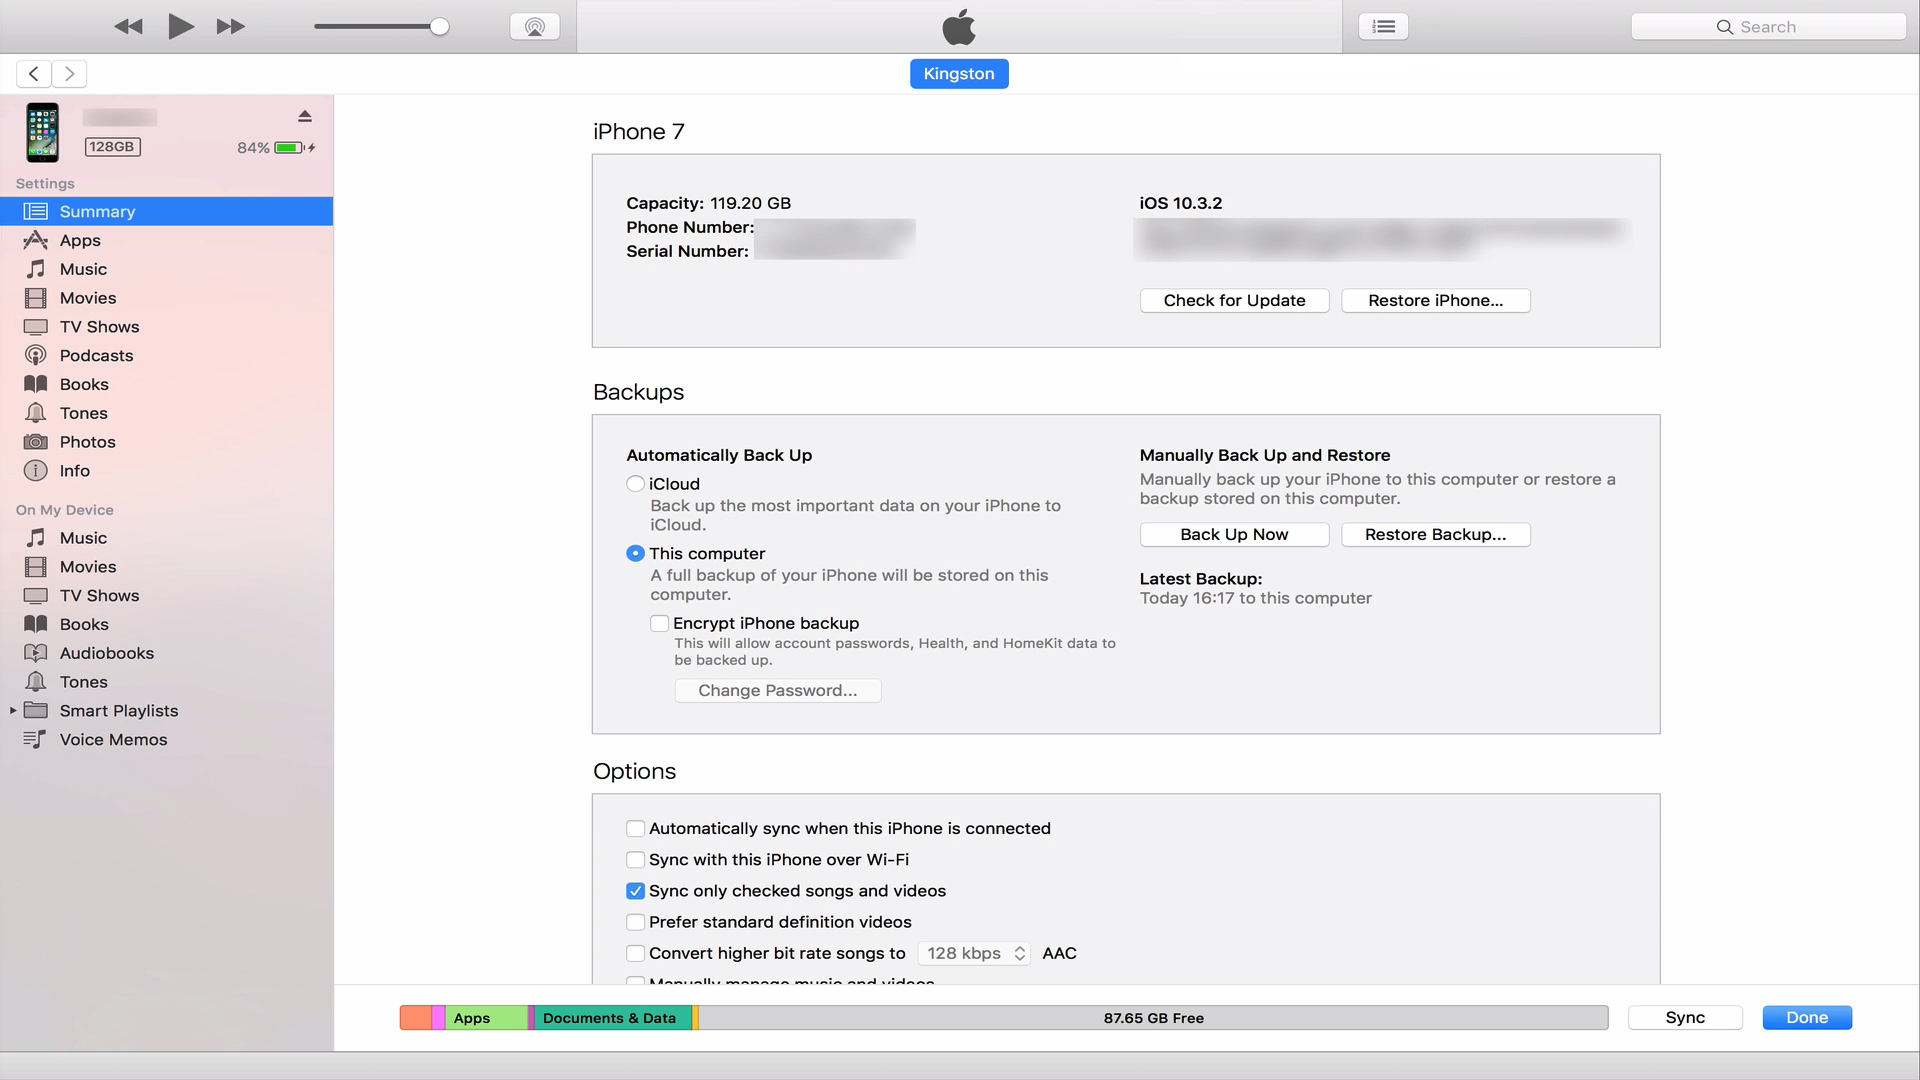 Search
Kingston
128GB
84%
Settings
Summary
Apps
Music
Movies
TV Shows
Podcasts
Books
Tones
Photos
Info
On My Device
Music
Movies
TV Shows
Books
Audiobooks
Tones
Smart Playlists
Voice Memos
iPhone 7
Capacity: 119.20 GB
Phone Number:
Serial Number:
iOS 10.3.2
Check for Update
Restore iPhone...
Backups
Automatically Back Up
iCloud
Back up the most important data on your iPhone to
iCloud.
This computer
A full backup of your iPhone will be stored on this
computer.
Encrypt iPhone backup
This will allow account passwords, Health, and HomeKit data to
be backed up.
Change Password...
Manually Back Up and Restore
Manually back up your iPhone to this computer or restore a
backup stored on this computer.
Back Up Now
Restore Backup...
Latest Backup:
Today 16:17 to this computer
Options
Automatically sync when this iPhone is connected
Sync with this iPhone over Wi-Fi
Sync only checked songs and videos
Prefer standard definition videos
Convert higher bit rate songs to 128 kbps AAC
Manually manage music and videos
Apps
Documents & Data
87.65 GB Free
Sync
Done